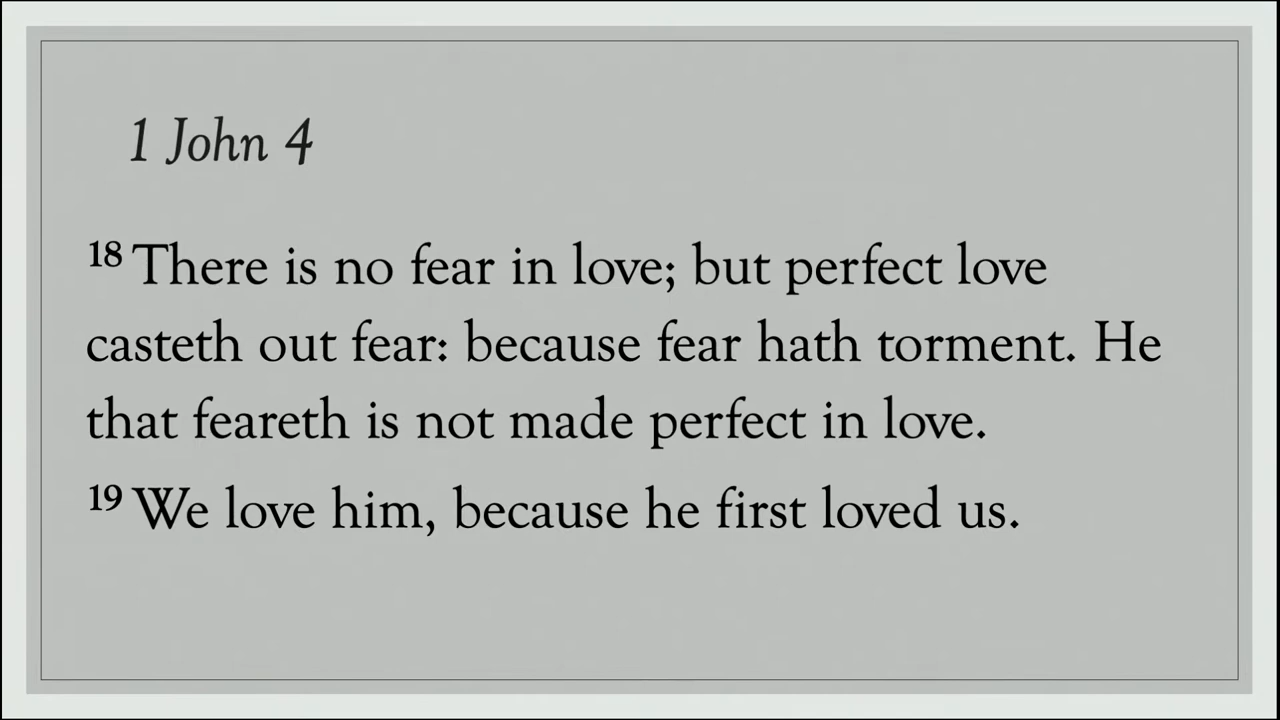 1 John 4
18 There is no fear in love; but perfect love
casteth out fear: because fear hath torment. He
that feareth is not made perfect in love.
19 We love him, because he first loved us.